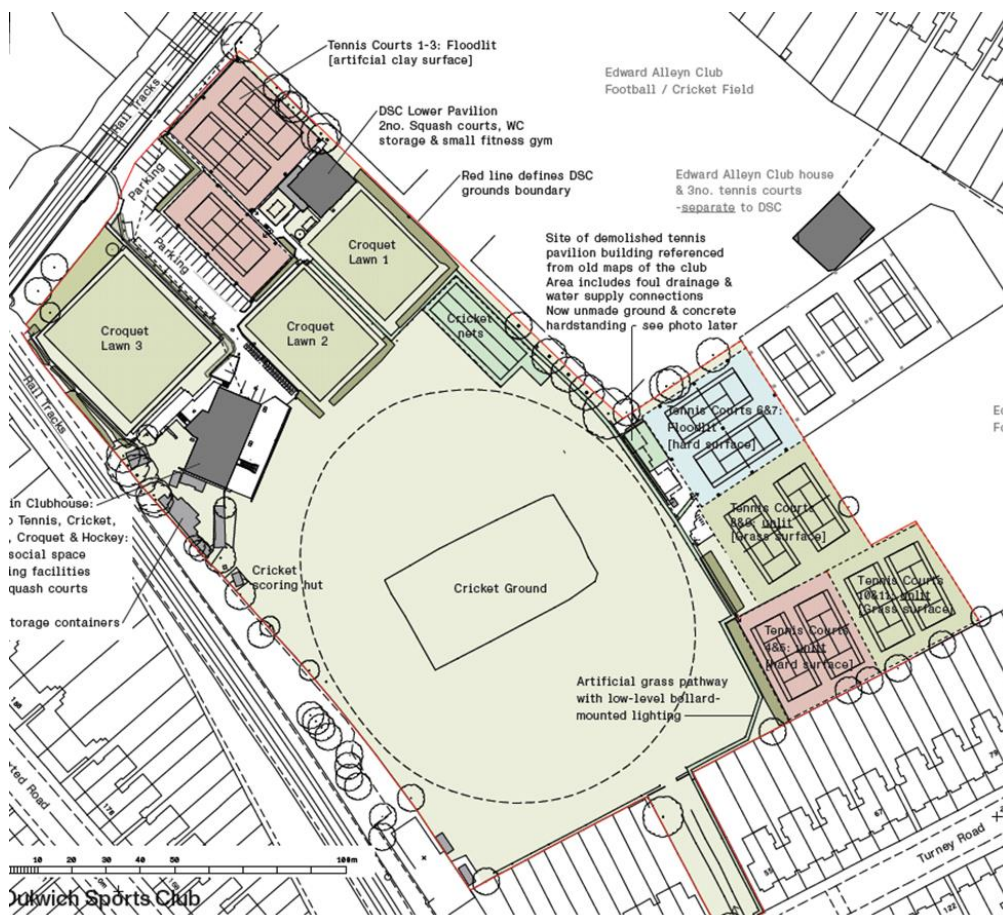 Tennis Courts 1-3: Floodlit
[artifcial clay surface]
Edward Alleyn Club
Football / Cricket Field
Rail Tracks
DSC Lower Pavilion
2no. Squash courts, WC
storage & small fitness gym
Parking
Red line defines DSC
grounds boundary
Edward Alleyn Club house
& 3no. tennis courts
-separate to DSC
Parking
Croquet
Lawn 1
Site of demolished tennis
pavilion building referenced
from old maps of the club
Area includes foul drainage &
water supply connections
Now unmade ground & concrete
hardstanding - see photo later
Croquet
Lawn 3
Croquet
Lawn 2
Cricket
nets
Rail Tracks
Tennis Courts 6&7:
Floodlit
[hard surface]
in Clubhouse:
o Tennis, Cricket,
, Croquet & Hockey:
social space
ing facilities
quash courts
torage containers
Cricket
scoring hut
Cricket Ground
Tennis Courts
8&9: unlit
[Grass surface]
Tennis Courts
10&11: unlit
[Grass surface]
Tennis Courts
4&5: unlit
[hard surface]
Artificial grass pathway
with low-level bollard-
mounted lighting
Turney Road
10 20 30 40 50 100m
Dulwich Sports Club